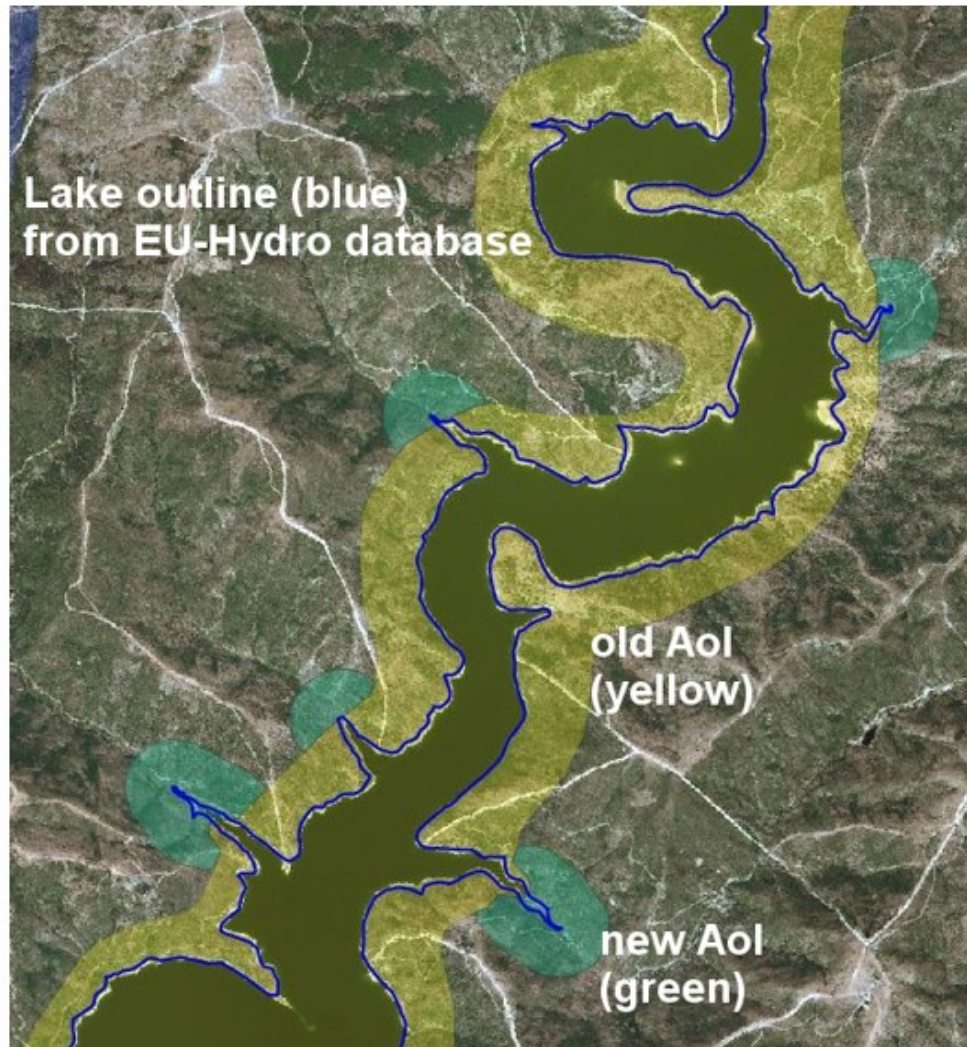 Lake outline (blue)
from EU-Hydro database
old AoI
(yellow)
new AoI
(green)